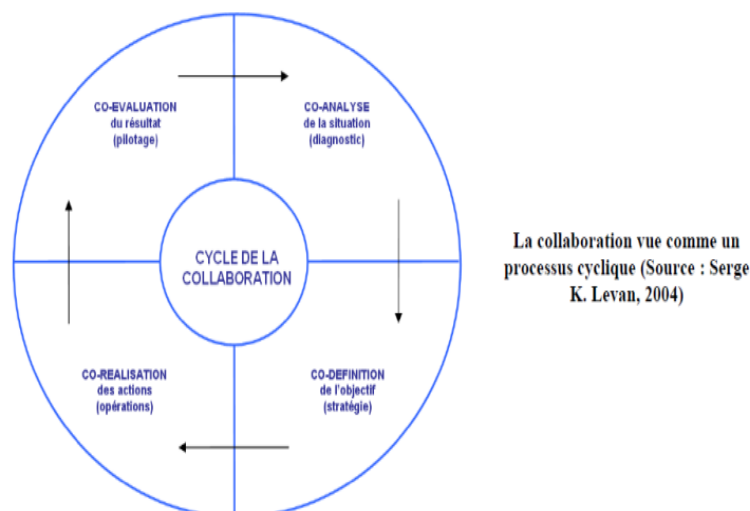 CO-EVALUATION
du résultat
(pilotage)
CO-ANALYSE
de la situation
(diagnostic)
CYCLE DE LA
COLLABORATION
CO-REALISATION
des actions
(opérations)
CO-DEFINITION
de l'objectif
(stratégie)
La collaboration vue comme un
processus cyclique (Source : Serge
K. Levan, 2004)